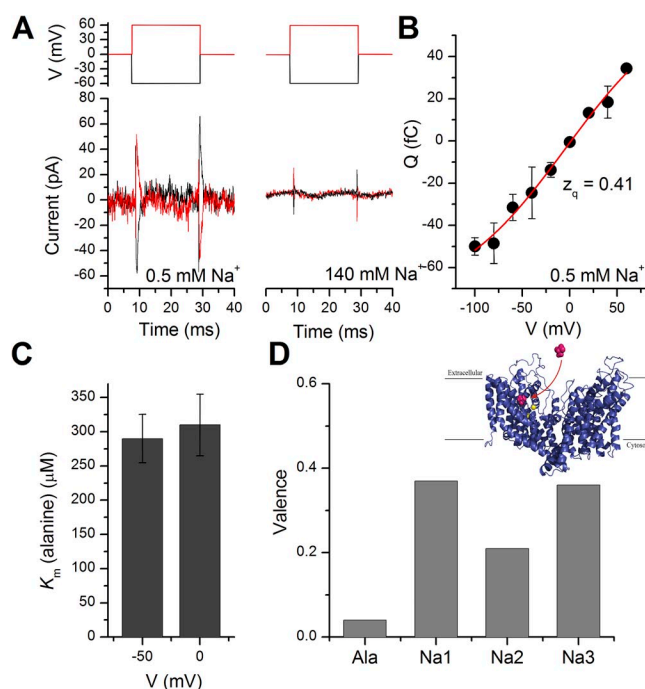 A
V (mV)
60
40
20
0
-20
-40
-60
Current (pA)
80
60
40
20
0
-20
-40
-60
0.5 mM Na+
140 mM Na+
0 10 20 30 40
0 10 20 30 40
Time (ms)
Time (ms)
B
Q (fC)
40
20
0
-20
-40
-60
zq = 0.41
0.5 mM Na+
-100 -50 0 50
V (mV)
C
Km (alanine) (µM)
350
300
250
200
150
100
50
0
-50 0
V (mV)
D
Extracellular
Cytosol
Valence
0.6
0.4
0.2
0.0
Ala Na1 Na2 Na3